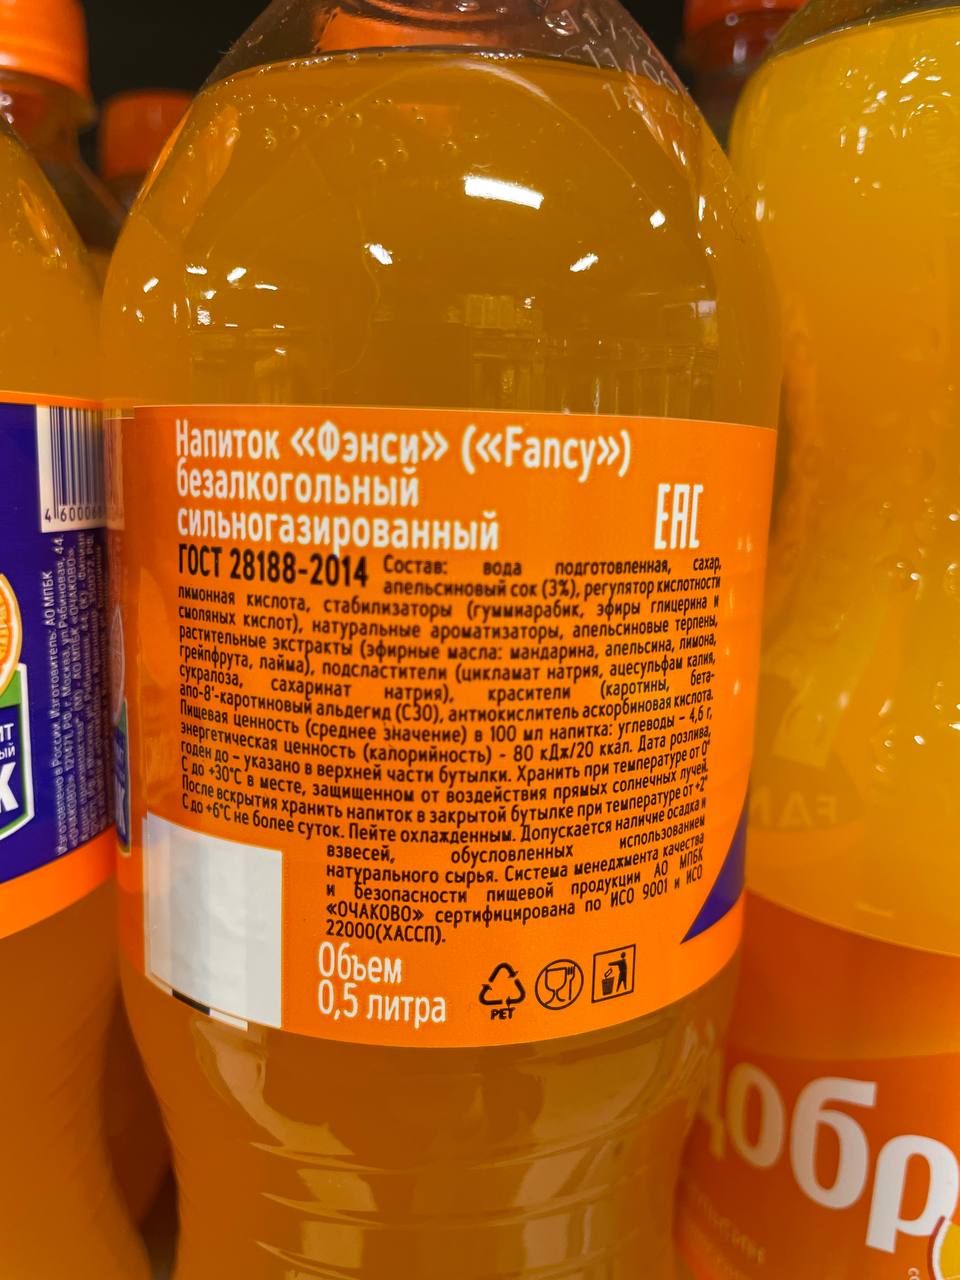 Напиток «Фэнси» («Fancy»)
безалкогольный
сильногазированный
ЕАС
ГОСТ 28188-2014
Состав: вода подготовленная, сахар,
апельсиновый сок (3%), регулятор кислотности
лимонная кислота, стабилизаторы (гуммиарабик, эфиры глицерина и
смоляных кислот), натуральные ароматизаторы, апельсиновые терпены,
растительные экстракты (эфирные масла: мандарина, апельсина, лимона,
грейпфрута, лайма), подсластители (цикламат натрия, ацесульфам калия,
сукралоза, сахаринат натрия), красители (каротины, бета-
апо-8'-каротиновый альдегид (С30), антиокислитель аскорбиновая кислота.
Пищевая ценность (среднее значение) в 100 мл напитка: углеводы – 4,6 г,
энергетическая ценность (калорийность) - 80 кДж/20 ккал. Дата розлива,
годен до – указано в верхней части бутылки. Хранить при температуре от 0°
С до +30°С в месте, защищенном от воздействия прямых солнечных лучей.
После вскрытия хранить напиток в закрытой бутылке при температуре от +2°
С до +6°С не более суток. Пейте охлажденным. Допускается наличие осадка и
взвесей, обусловленных использованием
натурального сырья. Система менеджмента качества
и безопасности пищевой продукции АО МПБК
«ОЧАКОВО» сертифицирована по ИСО 9001 и ИСО
22000(ХАССП).
Объем
0,5 литра
PET
Изготовлено в России. Изготовитель: АО МПБК
Добр